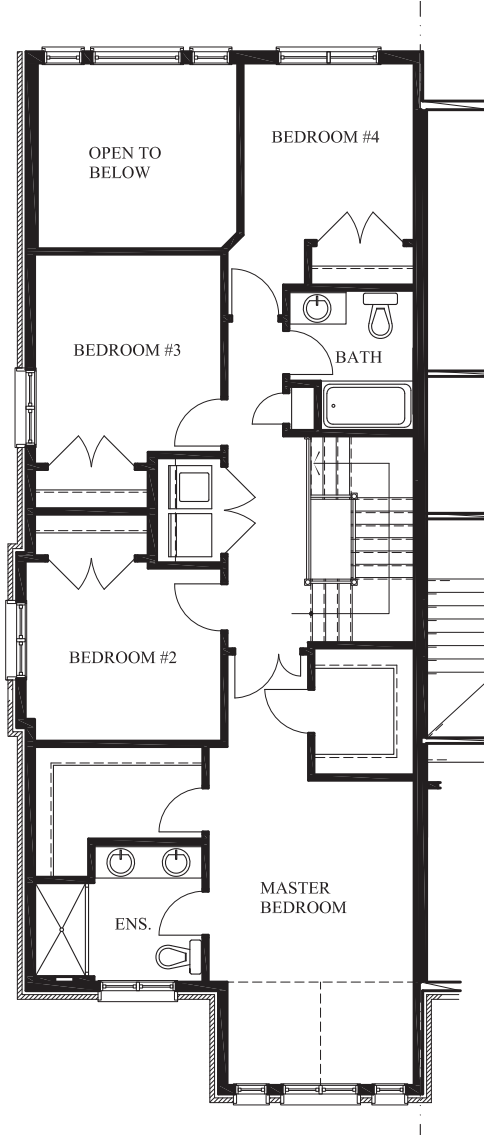 OPEN TO
BELOW
BEDROOM #4
BEDROOM #3
BATH
BEDROOM #2
MASTER
BEDROOM
ENS.